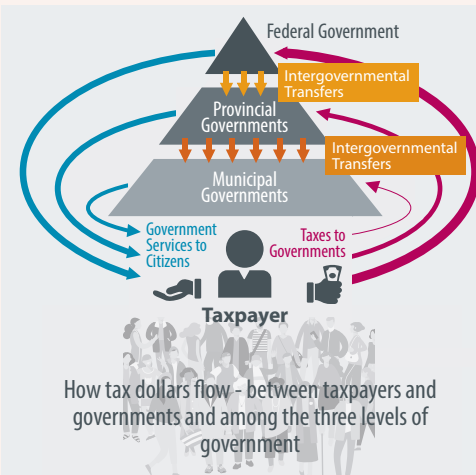 Federal Government
Intergovernmental
Transfers
Provincial
Governments
Intergovernmental
Transfers
Municipal
Governments
Government
Services to
Citizens
Taxes to
Governments
Taxpayer
How tax dollars flow - between taxpayers and
governments and among the three levels of
government